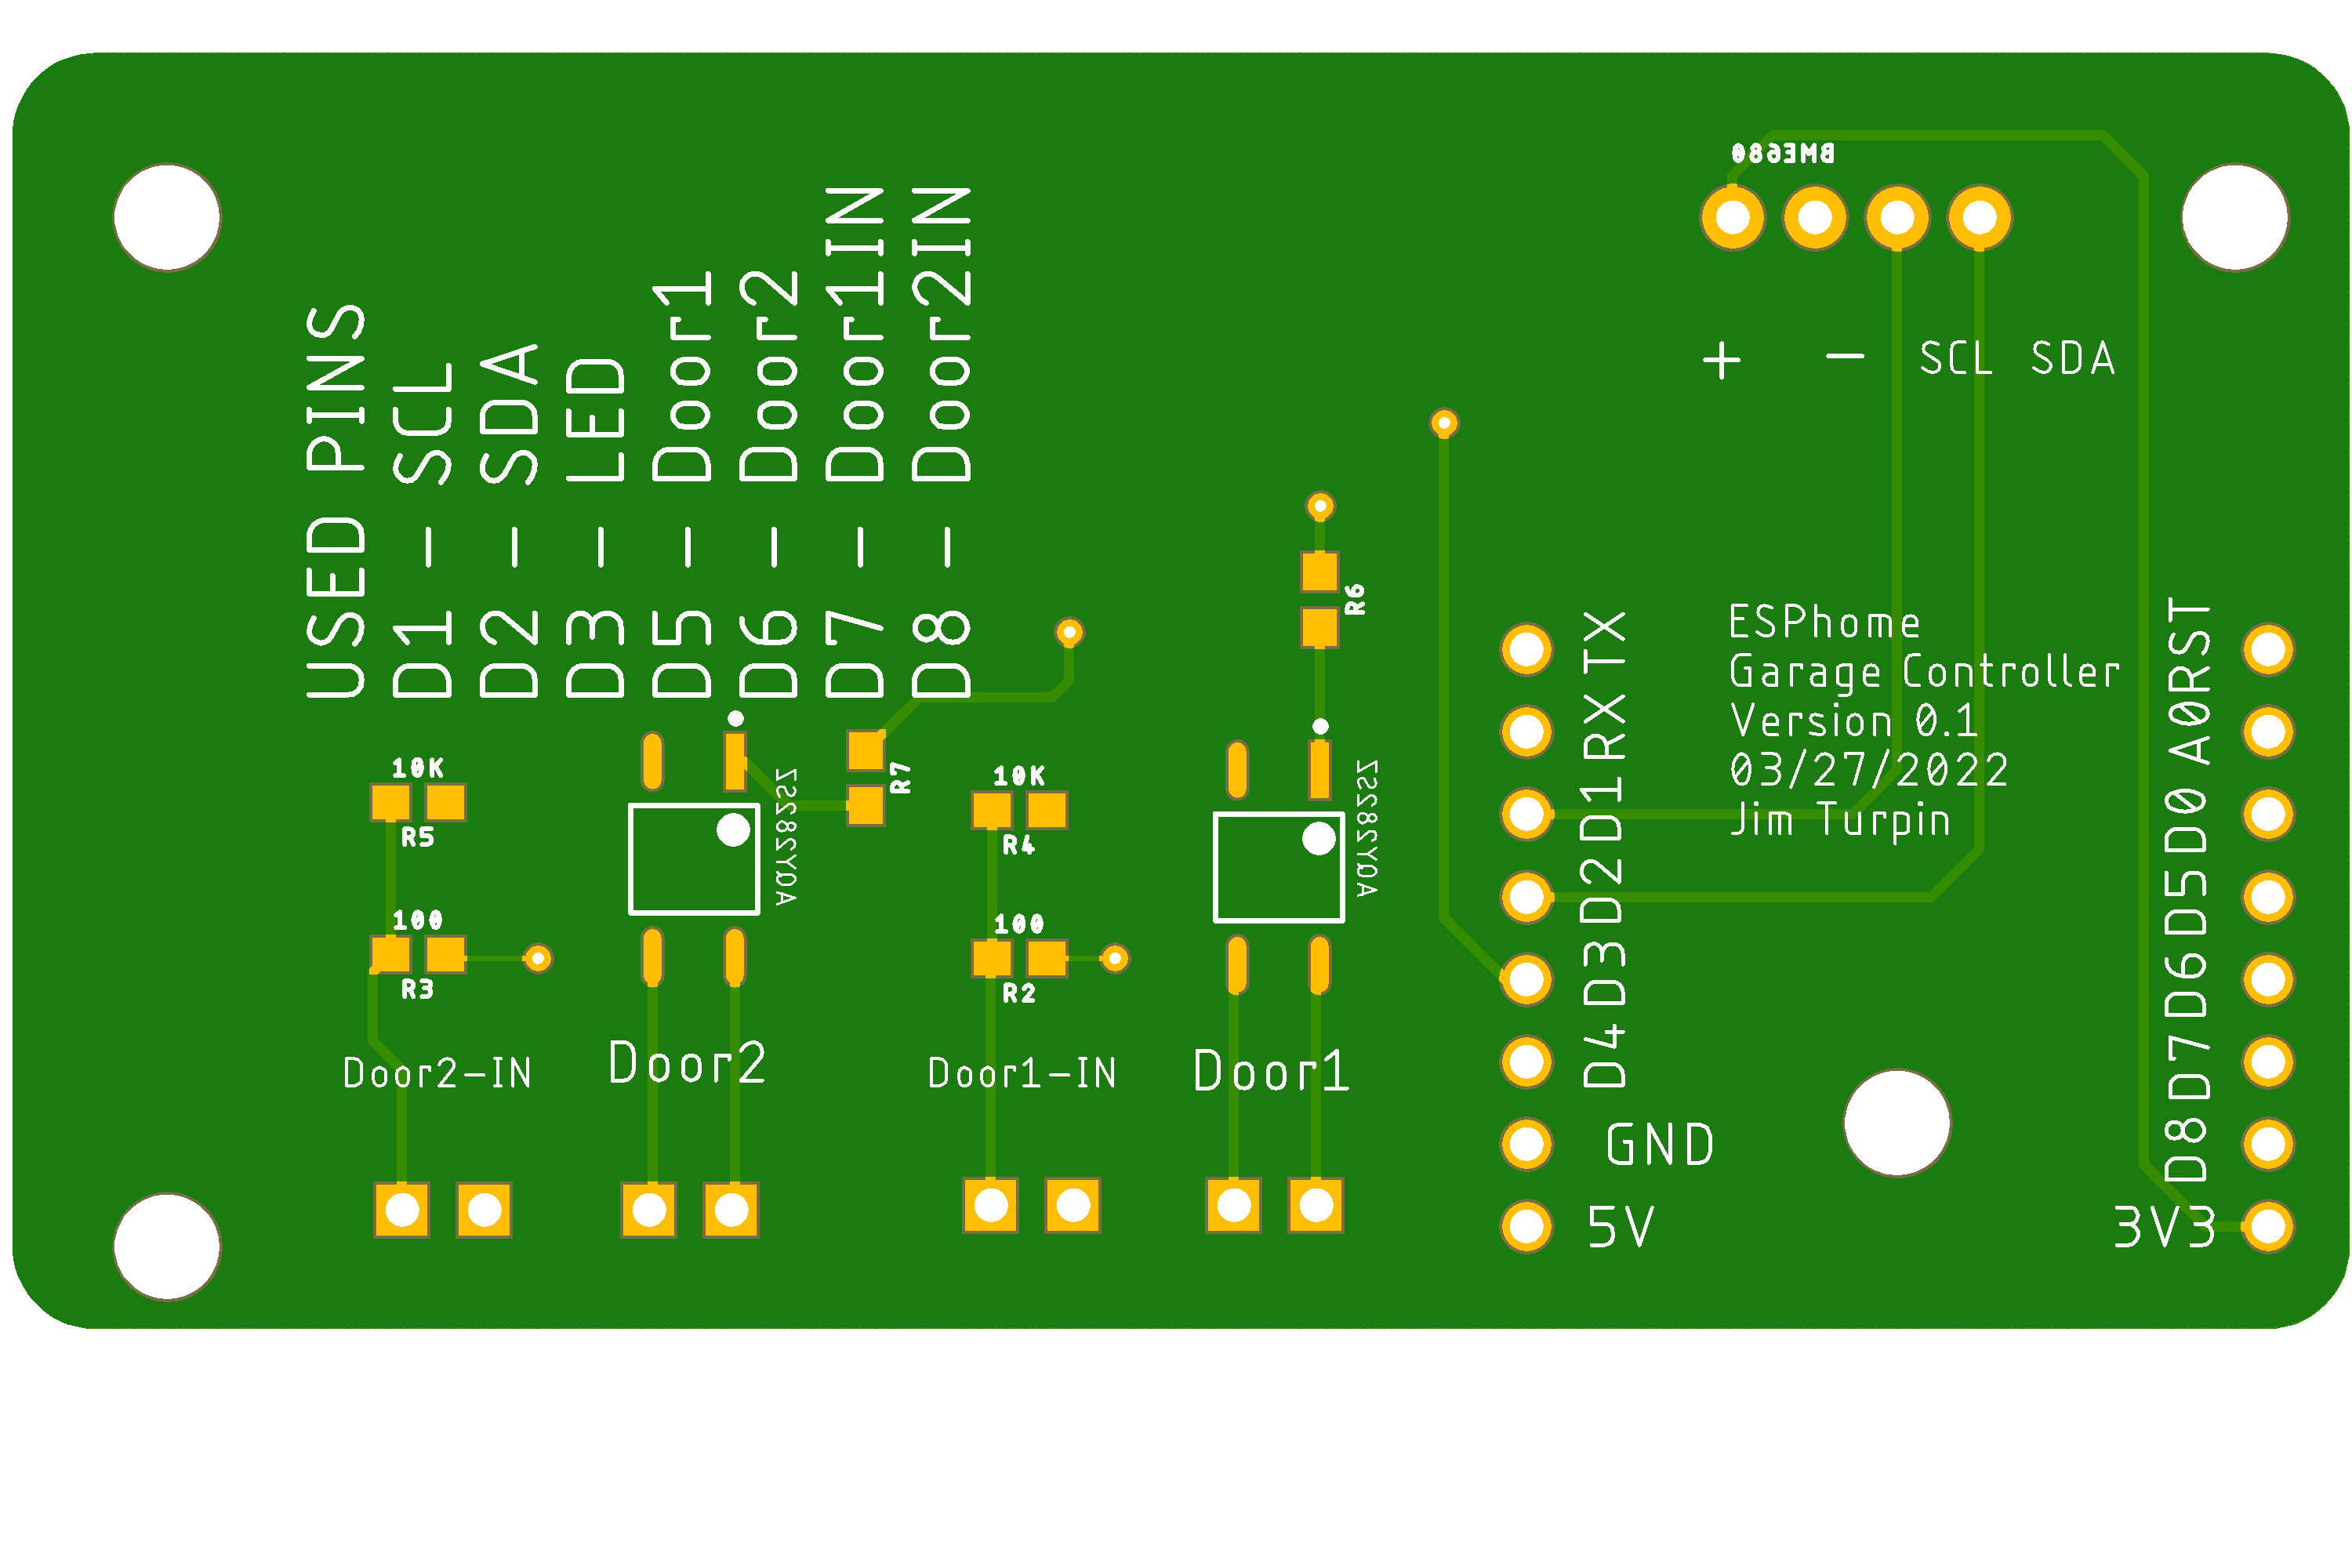 BME680
+ - SCL SDA
USED PINS
D1 - SCL
D2 - SDA
D3 - LED
D5 - Door1
D6 - Door2
D7 - Door1IN
D8 - Door2IN
R6
ESPhome
Garage Controller
Version 0.1
03/27/2022
Jim Turpin
TX
RX
D1
D2
D3
D4
GND
5V
RST
A0
D0
D5
D6
D7
D8
3V3
10K
R5
100
R3
R7
AQY282SZ
10K
R4
100
R2
AQY282SZ
Door2-IN
Door2
Door1-IN
Door1